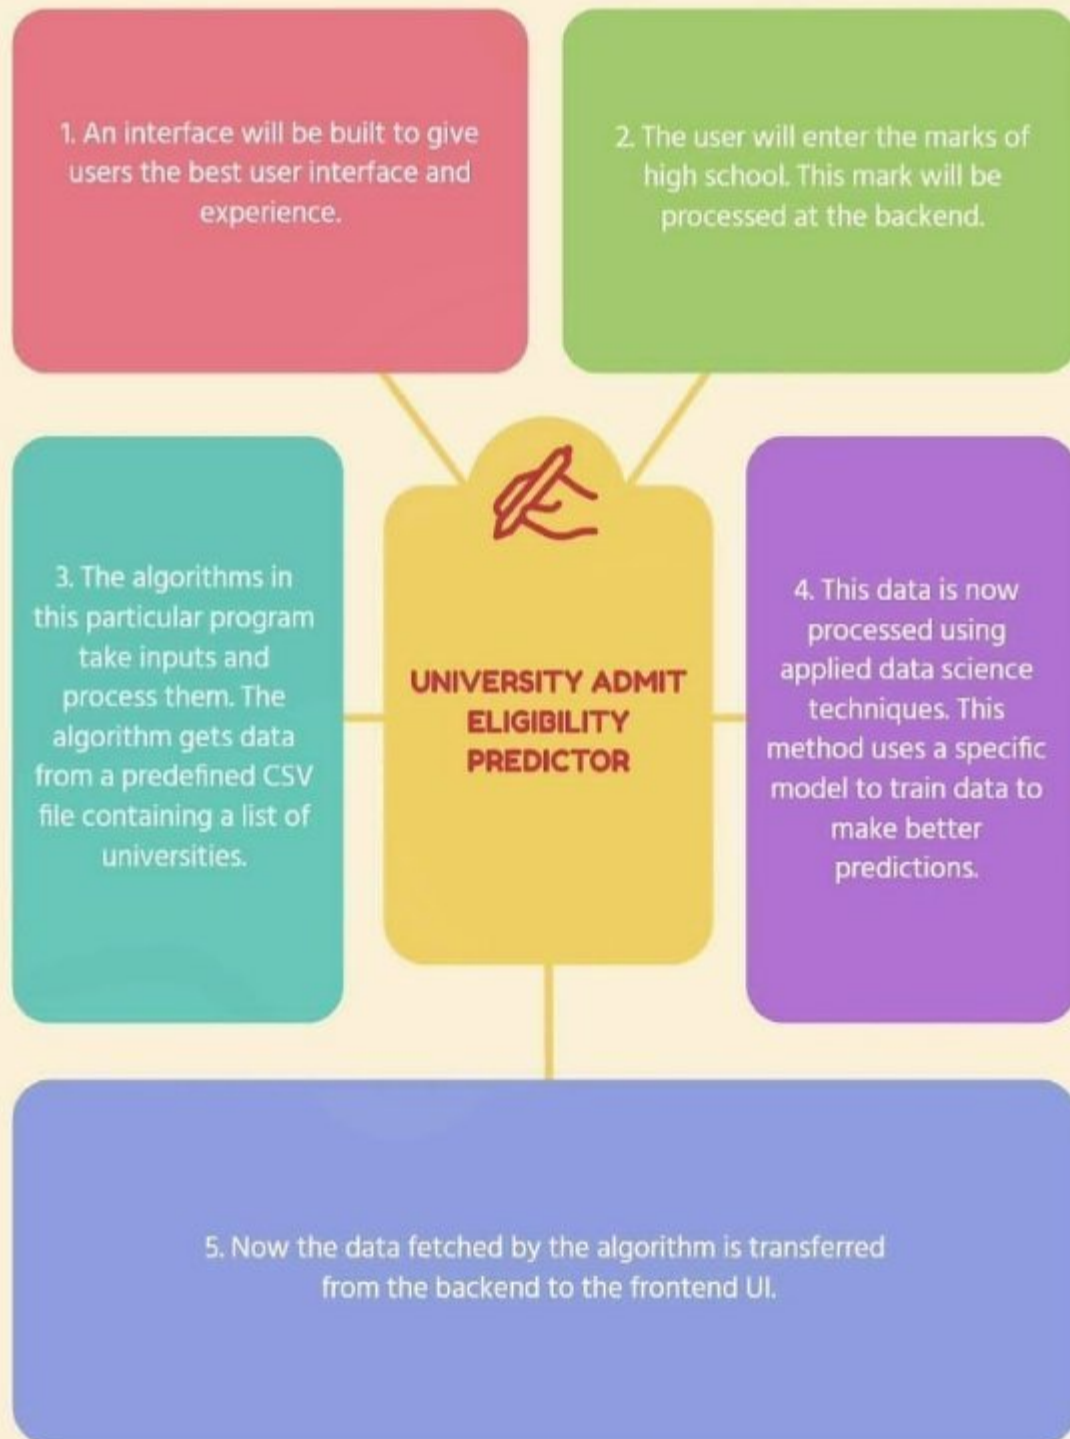 1. An interface will be built to give
users the best user interface and
experience.
2. The user will enter the marks of
high school. This mark will be
processed at the backend.
3. The algorithms in
this particular program
take inputs and
process them. The
algorithm gets data
from a predefined CSV
file containing a list of
universities.
UNIVERSITY ADMIT
ELIGIBILITY
PREDICTOR
4. This data is now
processed using
applied data science
techniques. This
method uses a specific
model to train data to
make better
predictions.
5. Now the data fetched by the algorithm is transferred
from the backend to the frontend UI.